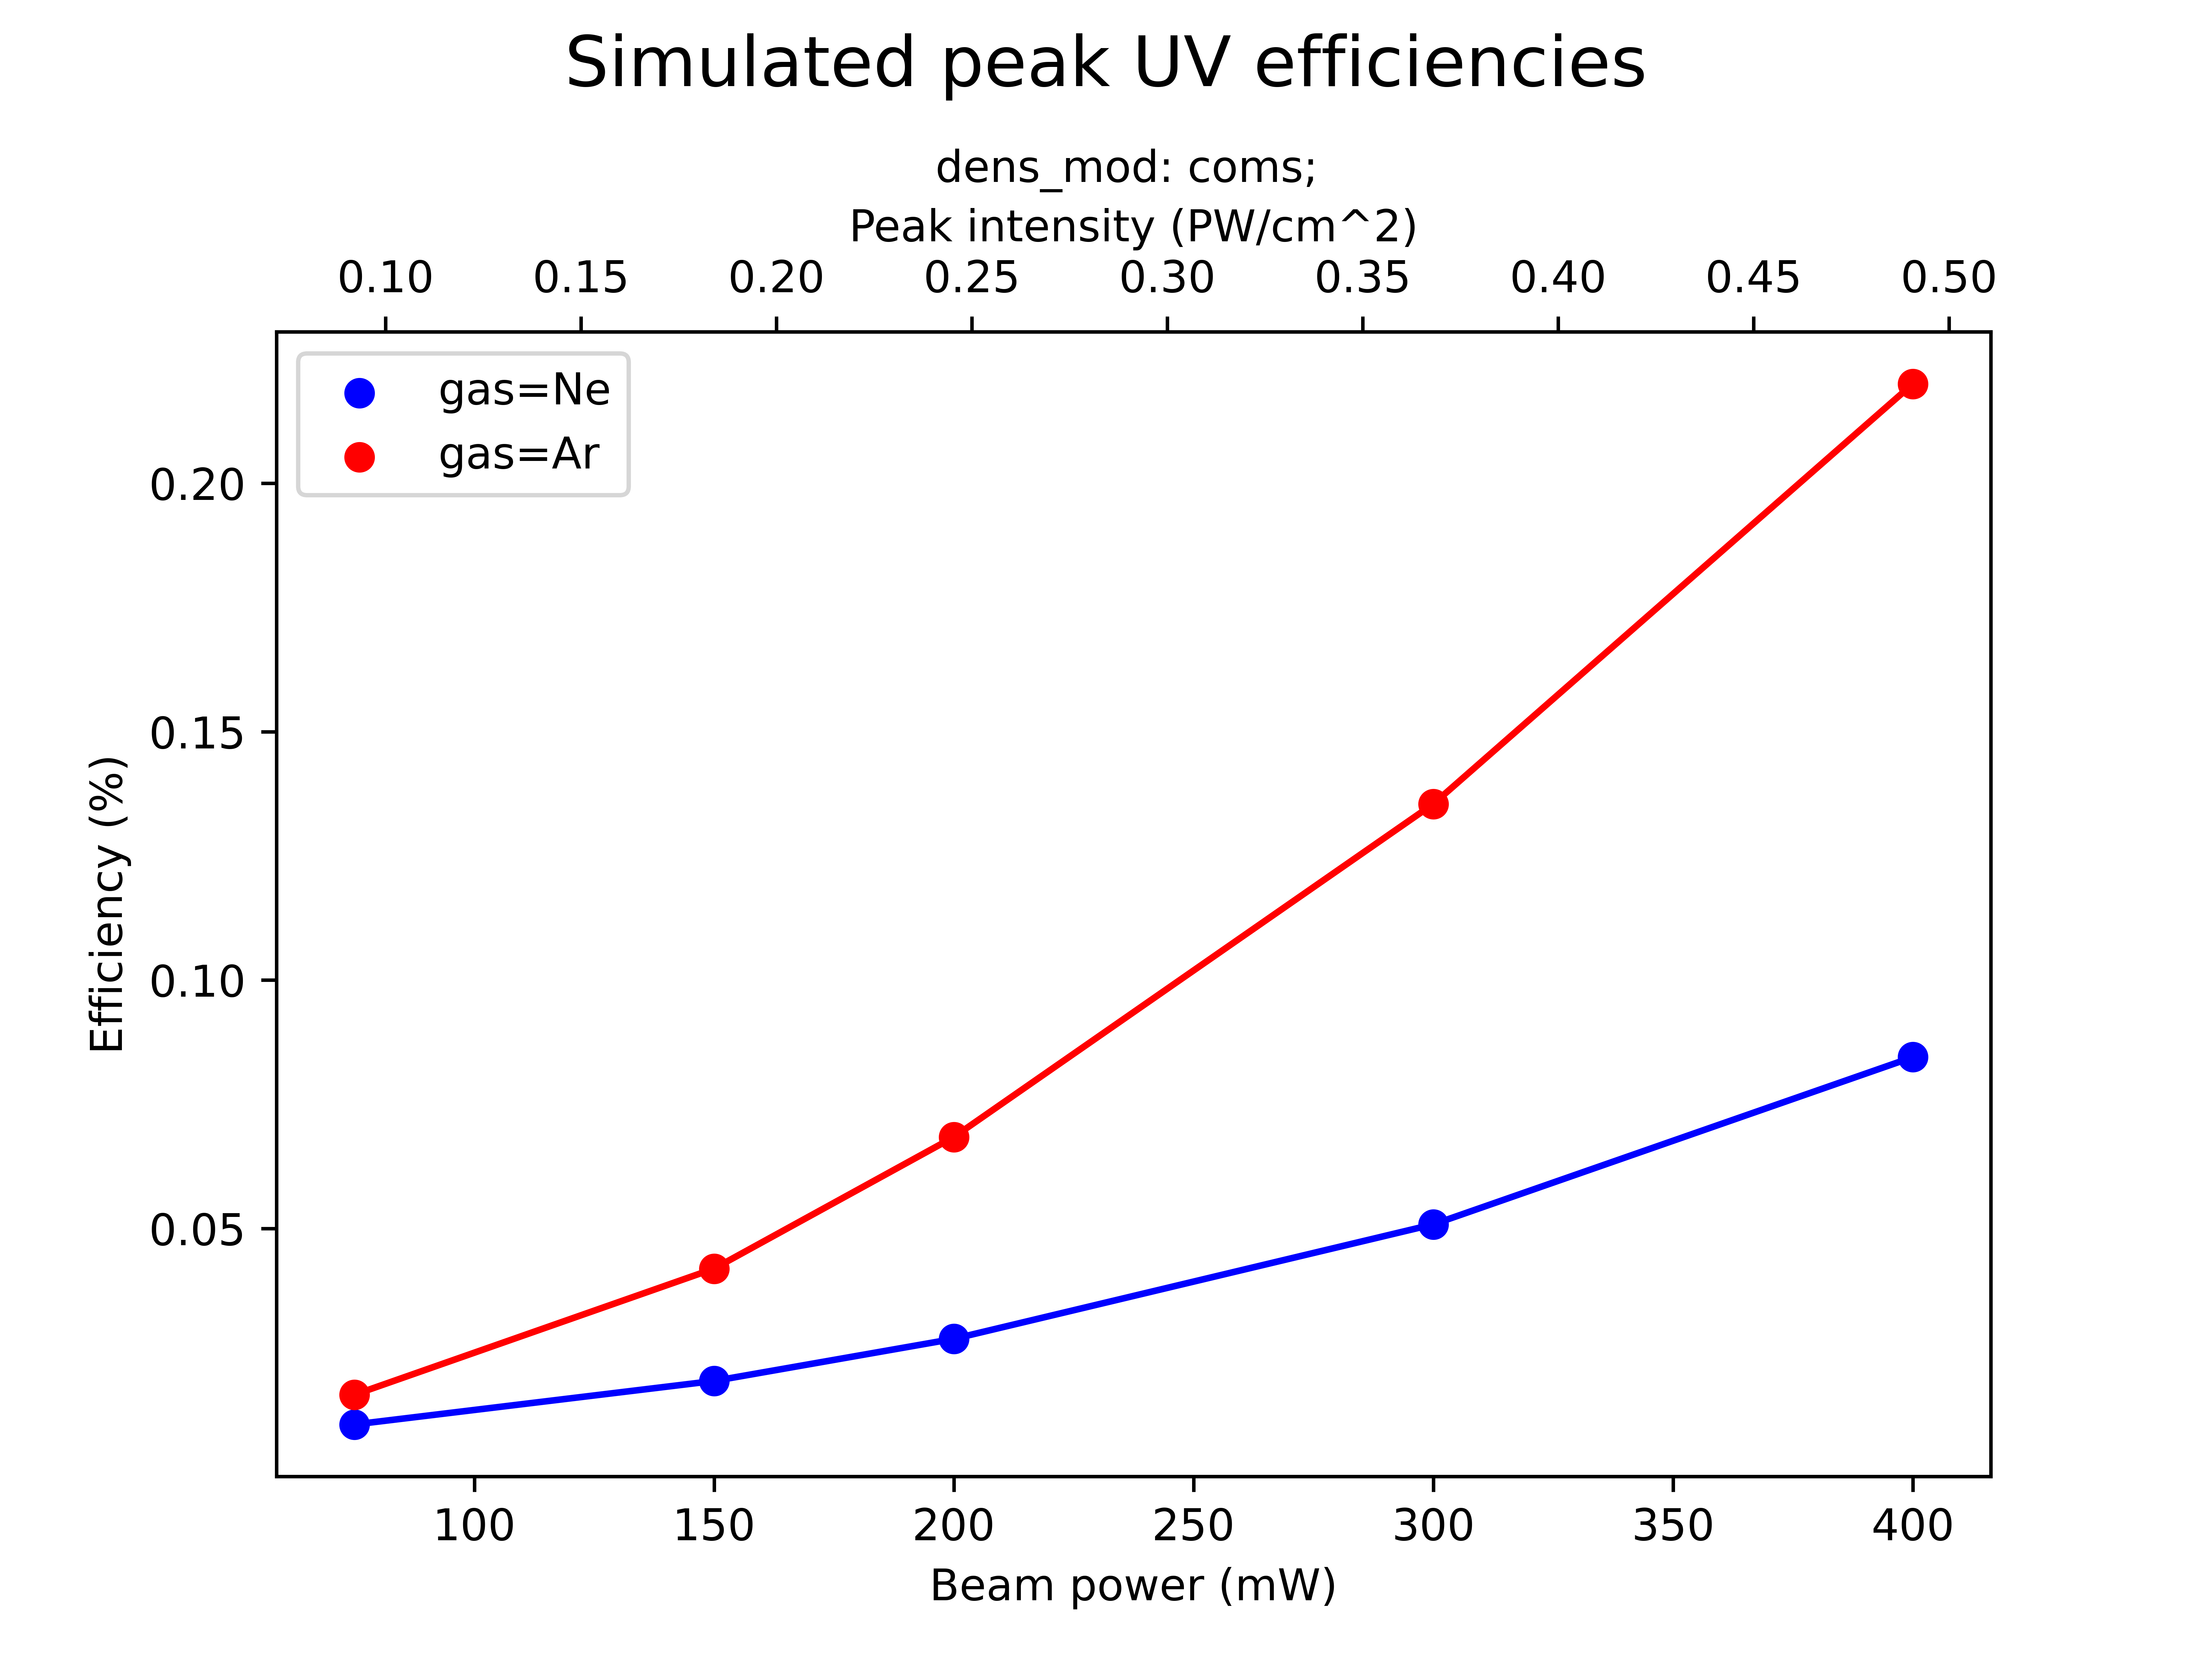 Simulated peak UV efficiencies
dens_mod: coms;
Peak intensity (PW/cm^2)
0.10 0.15 0.20 0.25 0.30 0.35 0.40 0.45 0.50
gas=Ne
gas=Ar
0.20
0.15
0.10
0.05
Efficiency (%)
100 150 200 250 300 350 400
Beam power (mW)